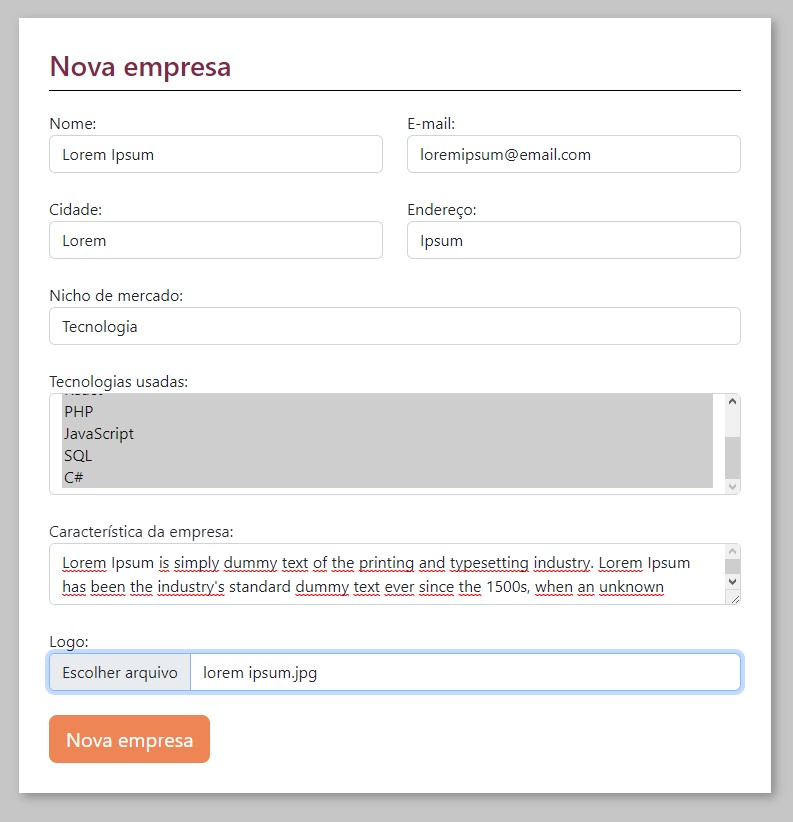 Nova empresa
Nome:
E-mail:
Lorem Ipsum
loremipsum@email.com
Cidade:
Endereço:
Lorem
Ipsum
Nicho de mercado:
Tecnologia
Tecnologias usadas:
PHP
JavaScript
SQL
C#
Característica da empresa:
Lorem Ipsum is simply dummy text of the printing and typesetting industry. Lorem Ipsum
has been the industry's standard dummy text ever since the 1500s, when an unknown
Logo:
Escolher arquivo
lorem ipsum.jpg
Nova empresa